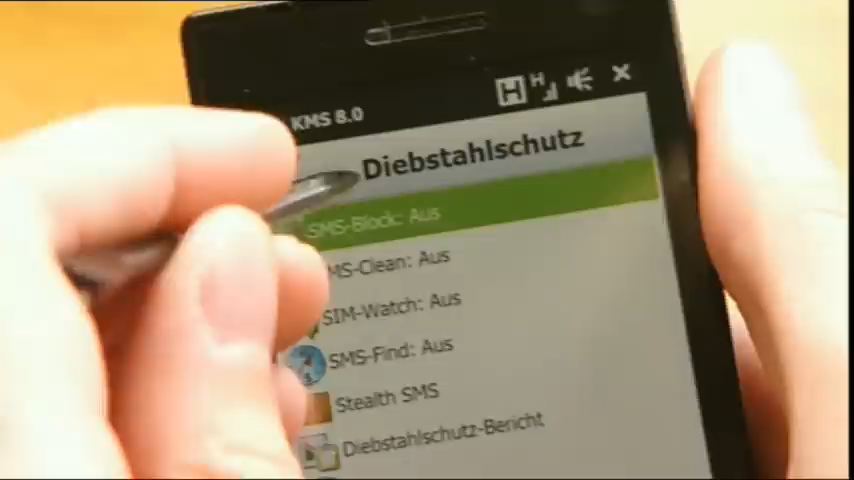 KMS 8.0
H H
Diebstahlschutz
SMS-Block: Aus
MS-Clean: Aus
SIM-Watch: Aus
SMS-Find: Aus
Stealth SMS
Diebstahlschutz-Bericht